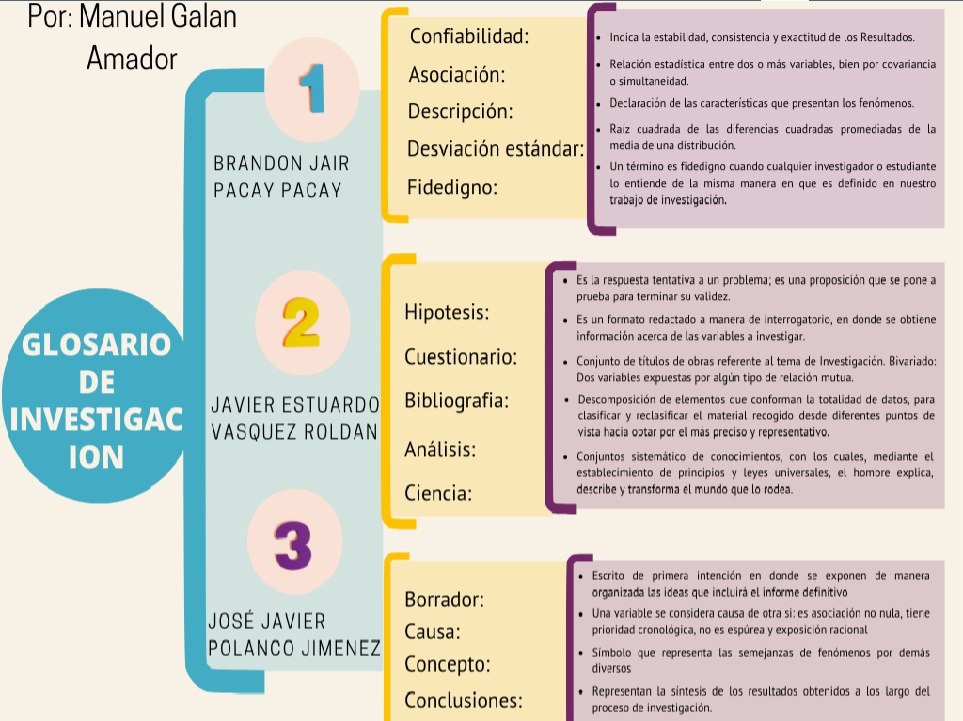 Por: Manuel Galan
Amador
GLOSARIO
DE
INVESTIGAC
ION
1
BRANDON JAIR
PACAY PACAY
Confiabilidad:
Asociación:
Descripción:
Desviación estándar:
Fidedigno:
• Incica la estabilidad, consistencia y exactitud de los Resultados.
• Relación estadística entre dos o más variables, bien por covariancia
o simultaneidad.
• Declaración de las características que presentan los fenómenos.
• Raíz cuadrada de las diferencias cuadradas promediadas de la
media de una distribución.
• Un término es fidedigno cuando cualquier investigador o estudiante
lo entiende de la misma manera en que es definido en nuestro
trabajo de investigación.
2
JAVIER ESTUARDO
VASQUEZ ROLDAN
Hipotesis:
Cuestionario:
Bibliografia:
Análisis:
Ciencia:
• Es la respuesta tentativa a un problema; es una proposición que se pone a
prueba para terminar su validez.
• Es un formato redactado a manera de interrogatorio, en donde se obtiene
información acerca de las variables a investigar.
• Conjunto de títulos de obras referente al tema de Investigación. Bivariado:
Dos variables expuestas por algún tipo de relación mutua.
• Descomposición de elementos que conforman la totalidad de datos, para
clasificar y reclasificar el material recogido desde diferentes puntos de
vista hacia optar por el más preciso y representativo.
• Conjuntos sistemático de conocimientos, con los cuales, mediante el
establecimiento de principios y leyes universales, el hombre explica,
describe y transforma el mundo que lo rodea.
3
JOSÉ JAVIER
POLANCO JIMENEZ
Borrador:
Causa:
Concepto:
Conclusiones:
• Escrito de primera intención en donde se exponen de manera
organizada las ideas que incluirá el informe definitivo
• Una variable se considera causa de otra si: es asociación no nula, tiene
prioridad cronológica, no es espúrea y exposición racional
• Símbolo que representa las semejanzas de fenómenos por demás
diversos
• Representan la síntesis de los resultados obtenidos a los largo del
proceso de investigación.